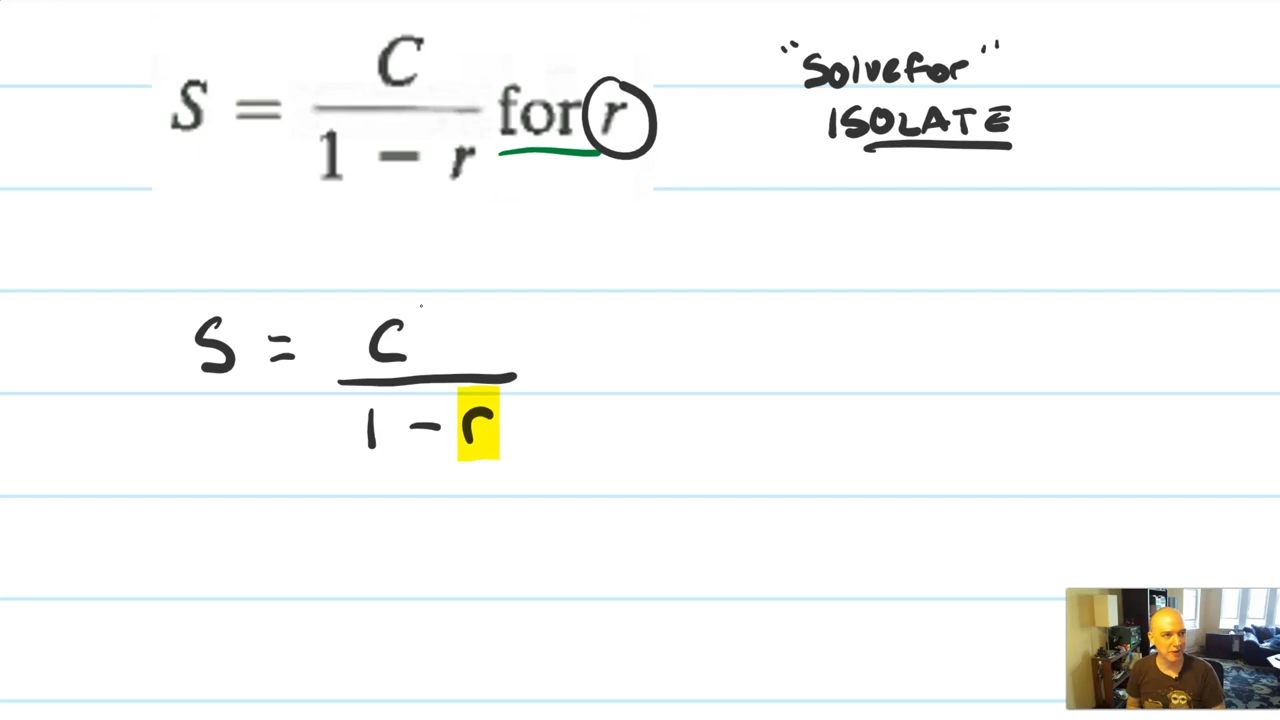 S = C / 1 - r for r
"Solve for"
ISOLATE
S = C / 1 - r